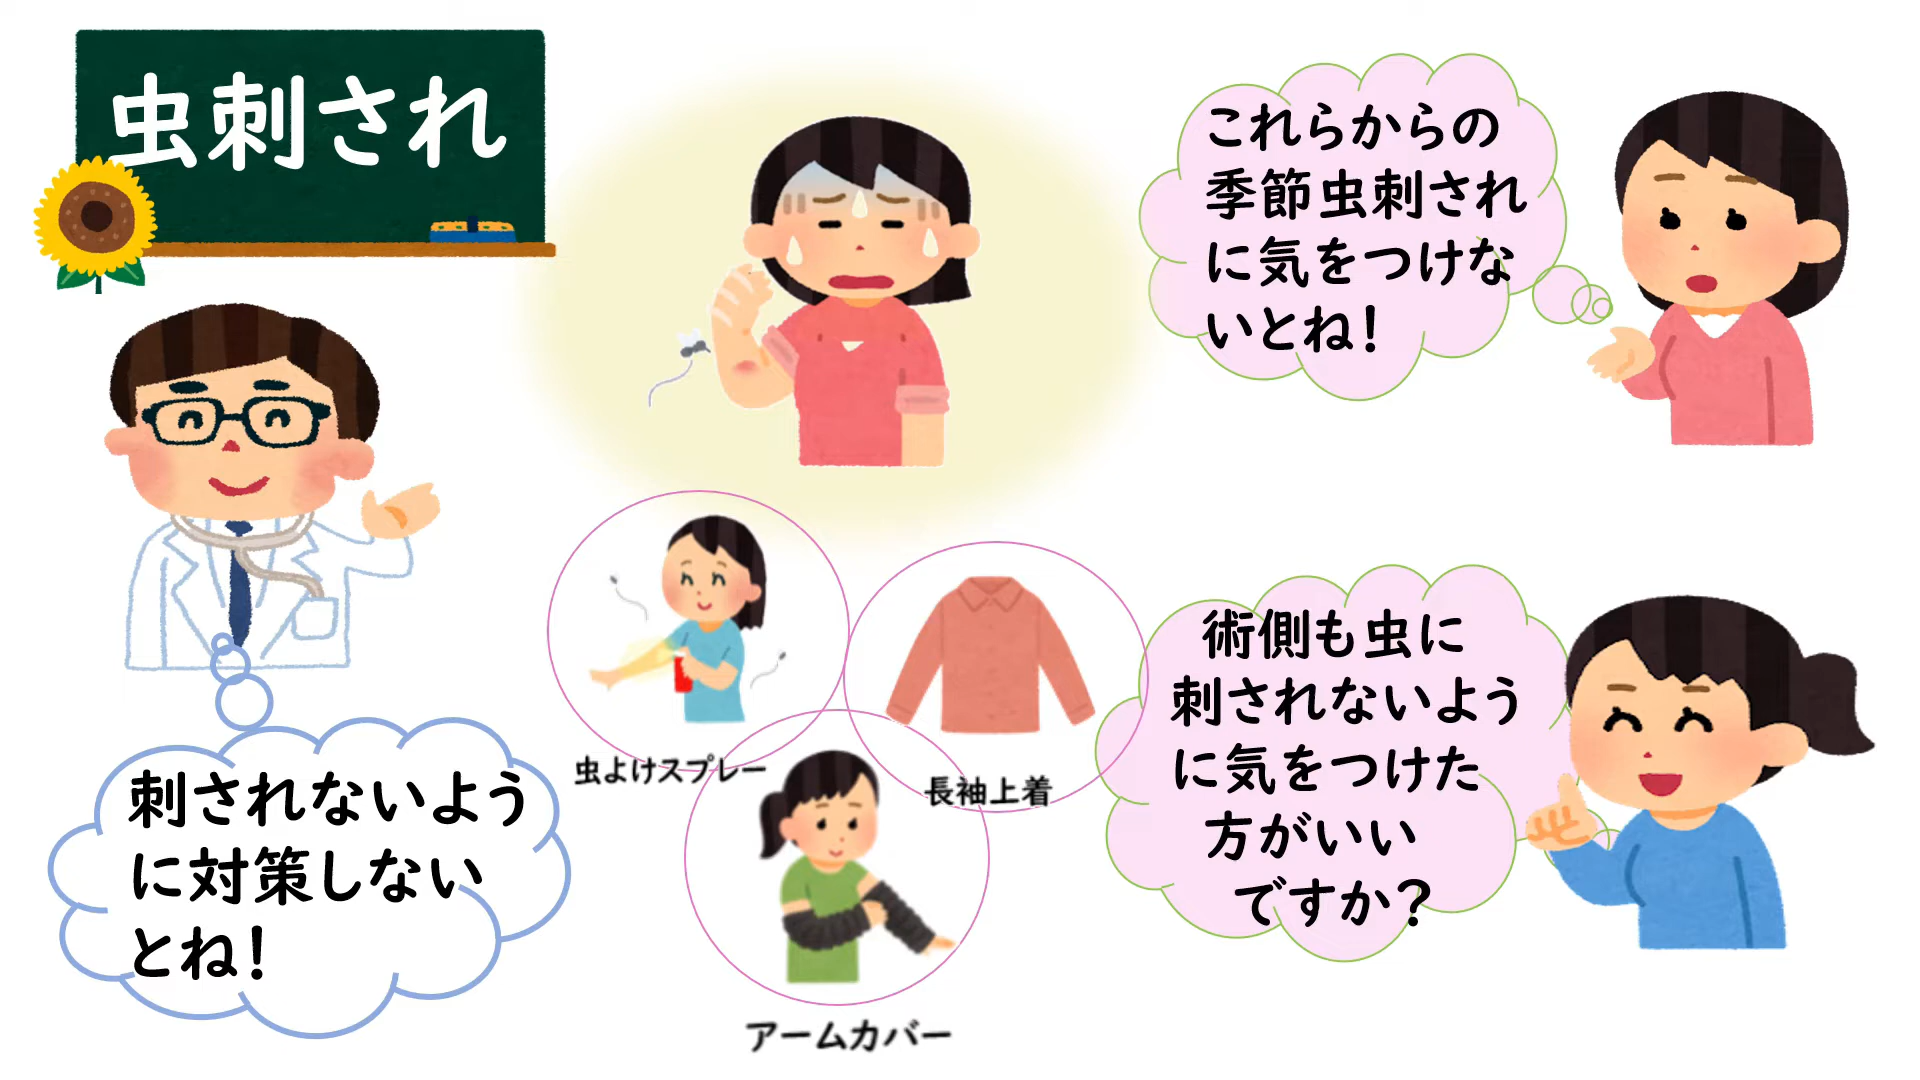 虫刺され
これらからの
季節虫刺され
に気をつけな
いとね！
刺されないよう
に対策しない
とね！
虫よけスプレー
長袖上着
アームカバー
術側も虫に
刺されないよう
に気をつけた
方がいい
ですか？